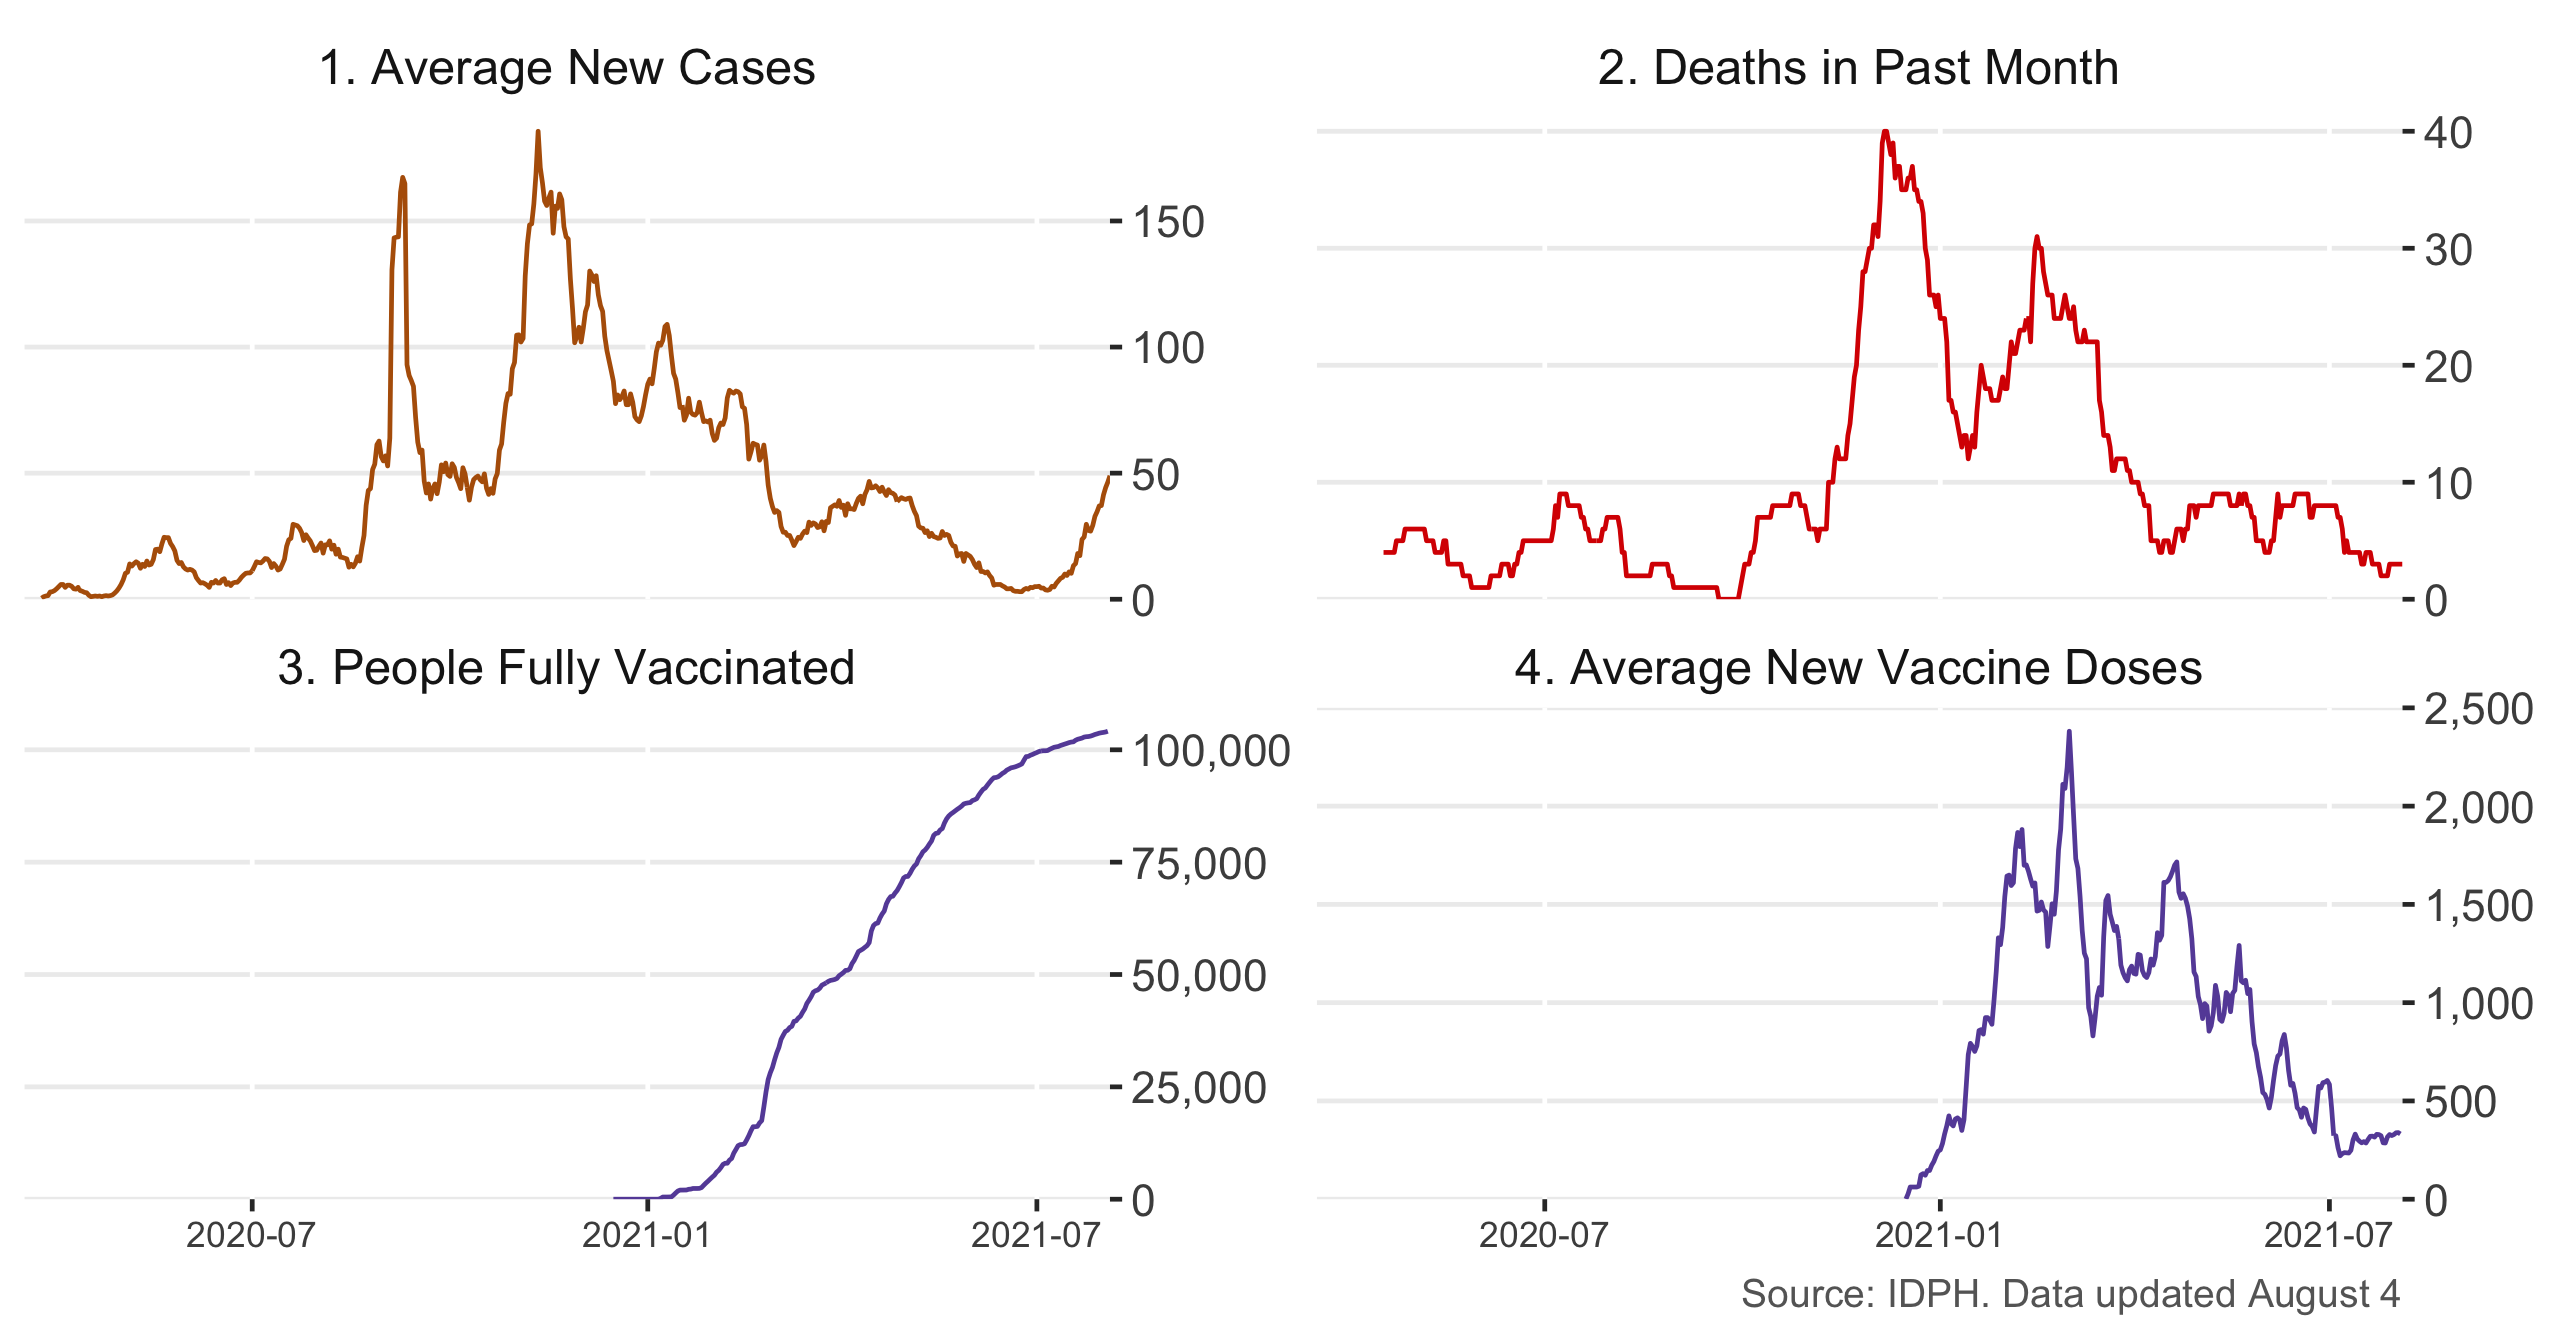 1. Average New Cases
150
100
50
0
2. Deaths in Past Month
40
30
20
10
0
3. People Fully Vaccinated
100,000
75,000
50,000
25,000
0
2020-07 2021-01 2021-07
4. Average New Vaccine Doses
2,500
2,000
1,500
1,000
500
0
2020-07 2021-01 2021-07
Source: IDPH. Data updated August 4